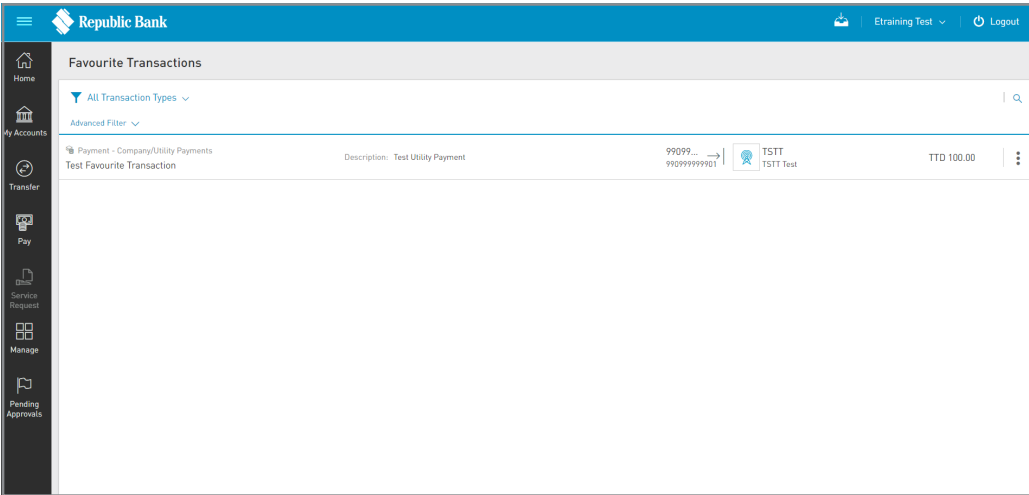 Republic Bank
Etraining Test
Logout
Home
My Accounts
Transfer
Pay
Service
Request
Manage
Pending
Approvals
Favourite Transactions
All Transaction Types
Advanced Filter
Payment - Company/Utility Payments
Test Favourite Transaction
Description: Test Utility Payment
99099...
990999999901
TSTT
TSTT Test
TTD 100.00